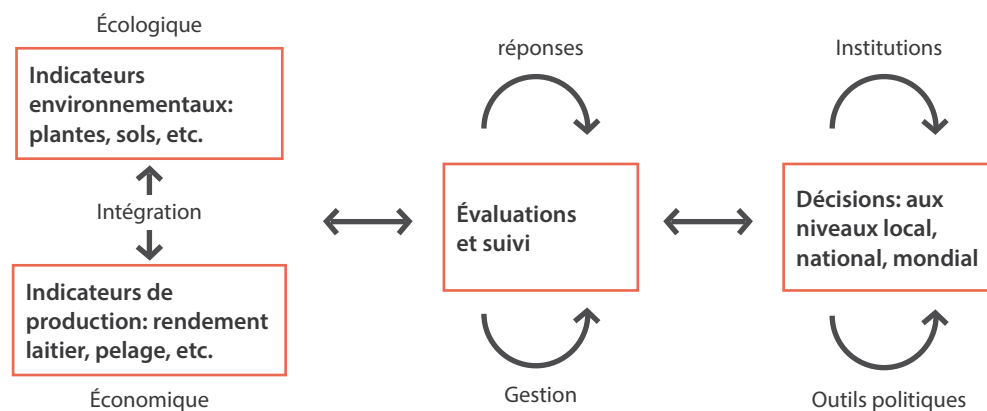 Écologique
Indicateurs
environnementaux:
plantes, sols, etc.
Intégration
Indicateurs de
production: rendement
laitier, pelage, etc.
Économique
réponses
Évaluations
et suivi
Gestion
Institutions
Décisions: aux
niveaux local,
national, mondial
Outils politiques